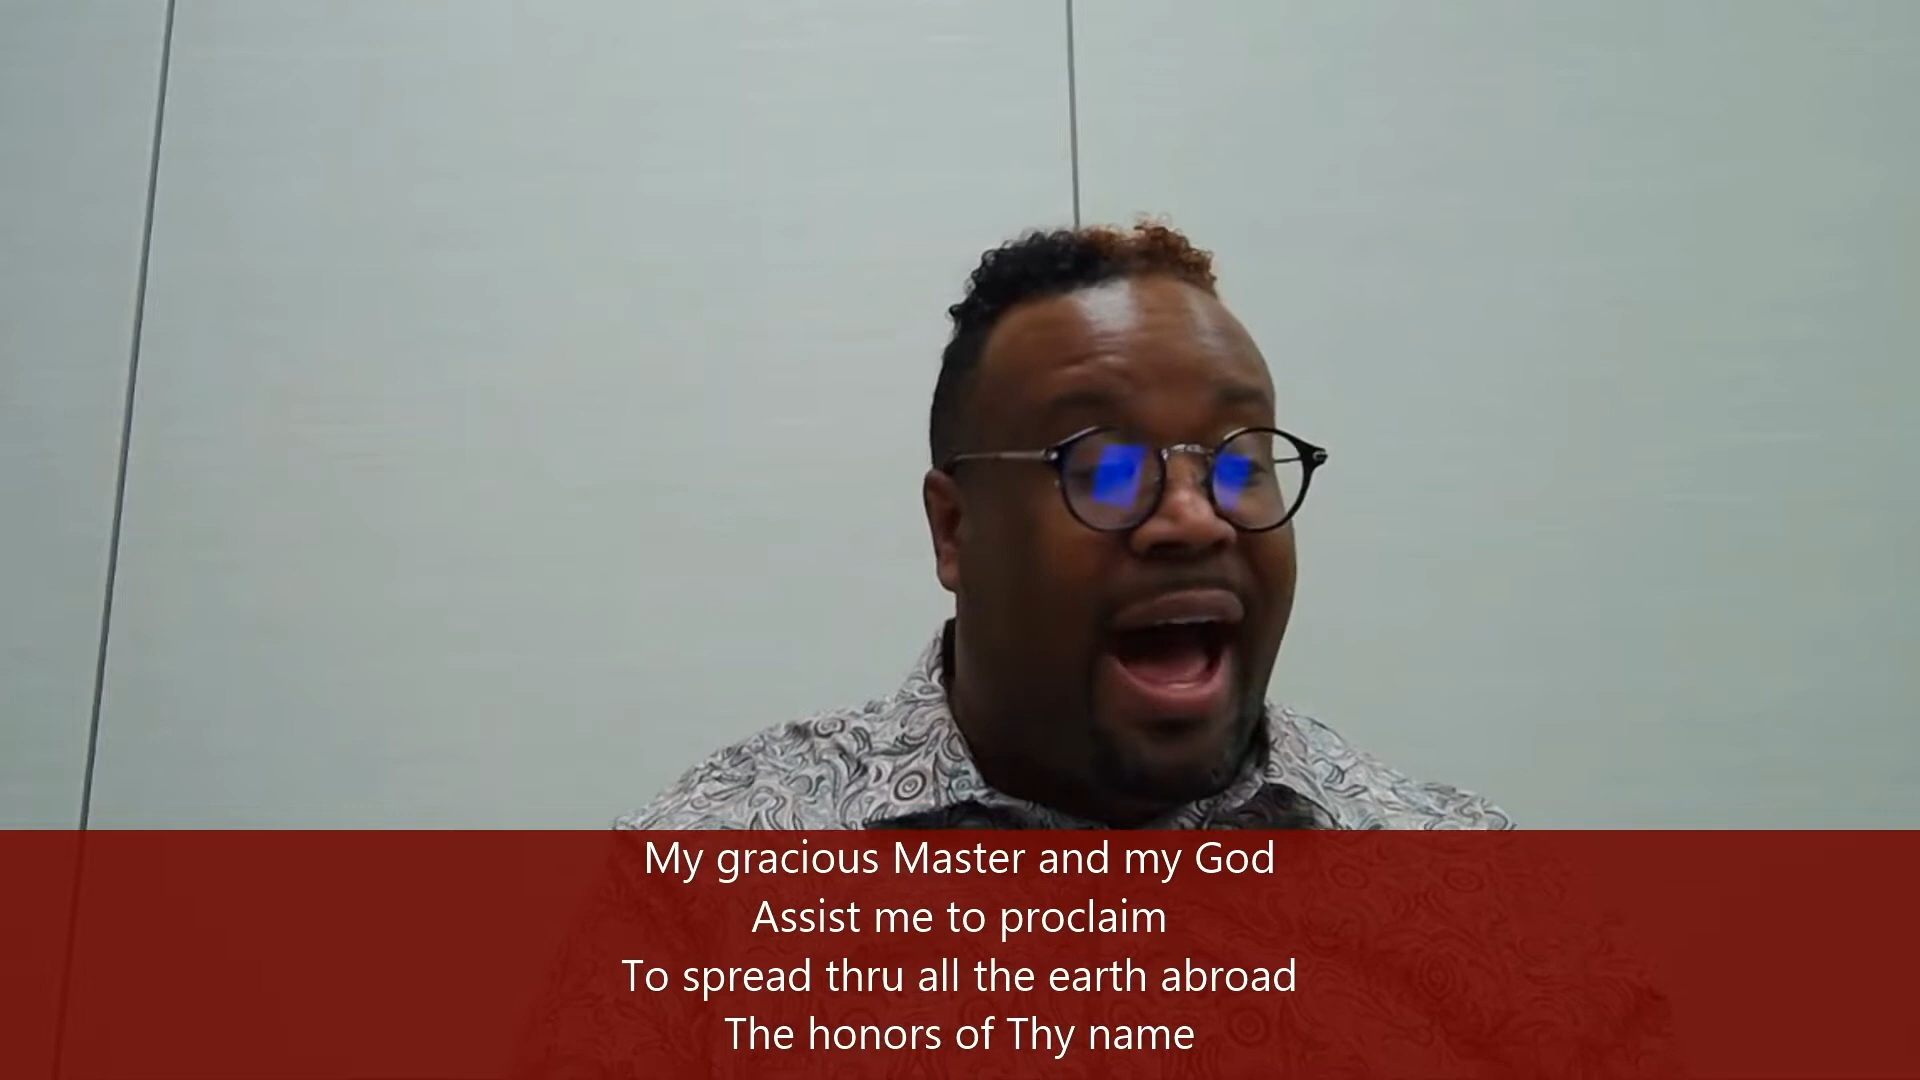 My gracious Master and my God
Assist me to proclaim
To spread thru all the earth abroad
The honors of Thy name